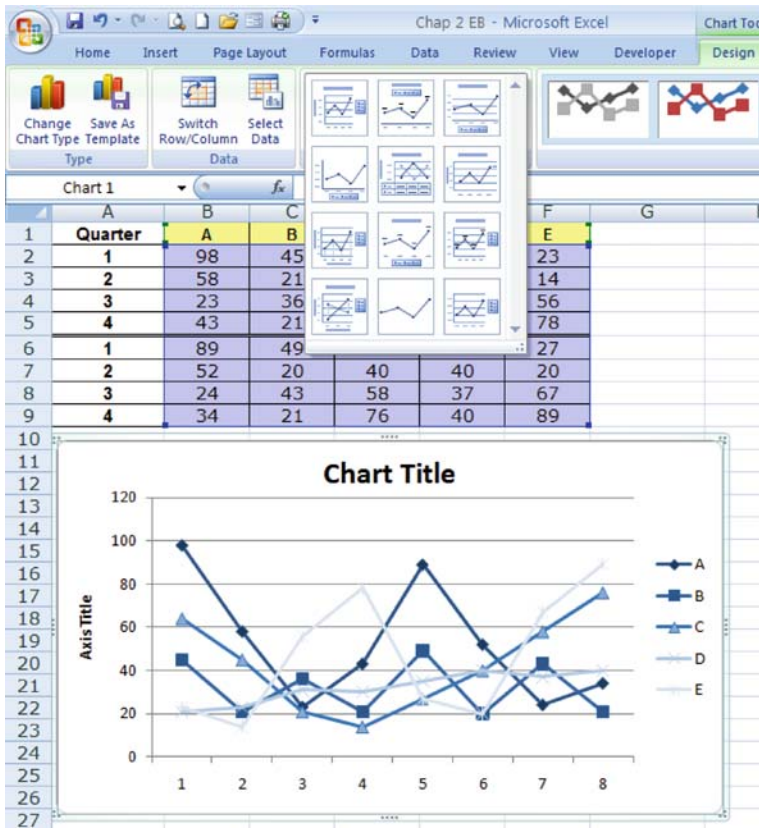 Chap 2 EB - Microsoft Excel
Chart Too
Home Insert Page Layout Formulas Data Review View Developer Design
Change Chart Type
Save As Template
Switch Row/Column
Select Data
Type
Data
Chart 1
fx
A B C F G
1 Quarter A B E
2 1 98 45 23
3 2 58 21 14
4 3 23 36 56
5 4 43 21 78
6 1 89 49 27
7 2 52 20 40 40 20
8 3 24 43 58 37 67
9 4 34 21 76 40 89
10
11
12
13
14
15
16
17
18
19
20
21
22
23
24
25
26
27
Chart Title
Axis Title
120
100
80
60
40
20
0
1 2 3 4 5 6 7 8
A
B
C
D
E